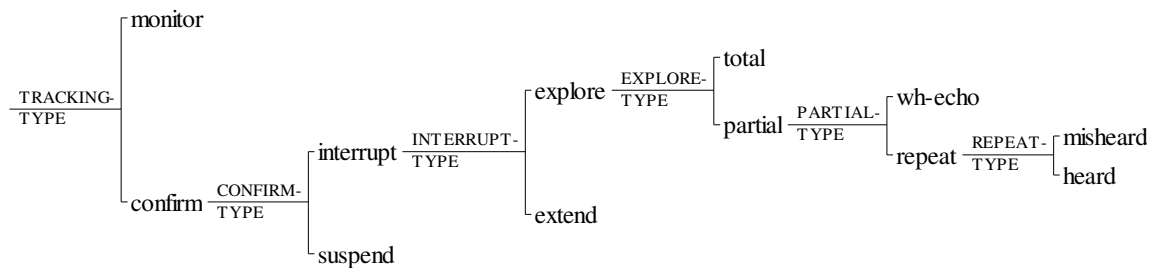 monitor
TRACKING-
TYPE
confirm
CONFIRM-
TYPE
interrupt
INTERRUPT-
TYPE
explore
EXPLORE-
TYPE
total
partial
PARTIAL-
TYPE
wh-echo
repeat
REPEAT-
TYPE
misheard
heard
extend
suspend